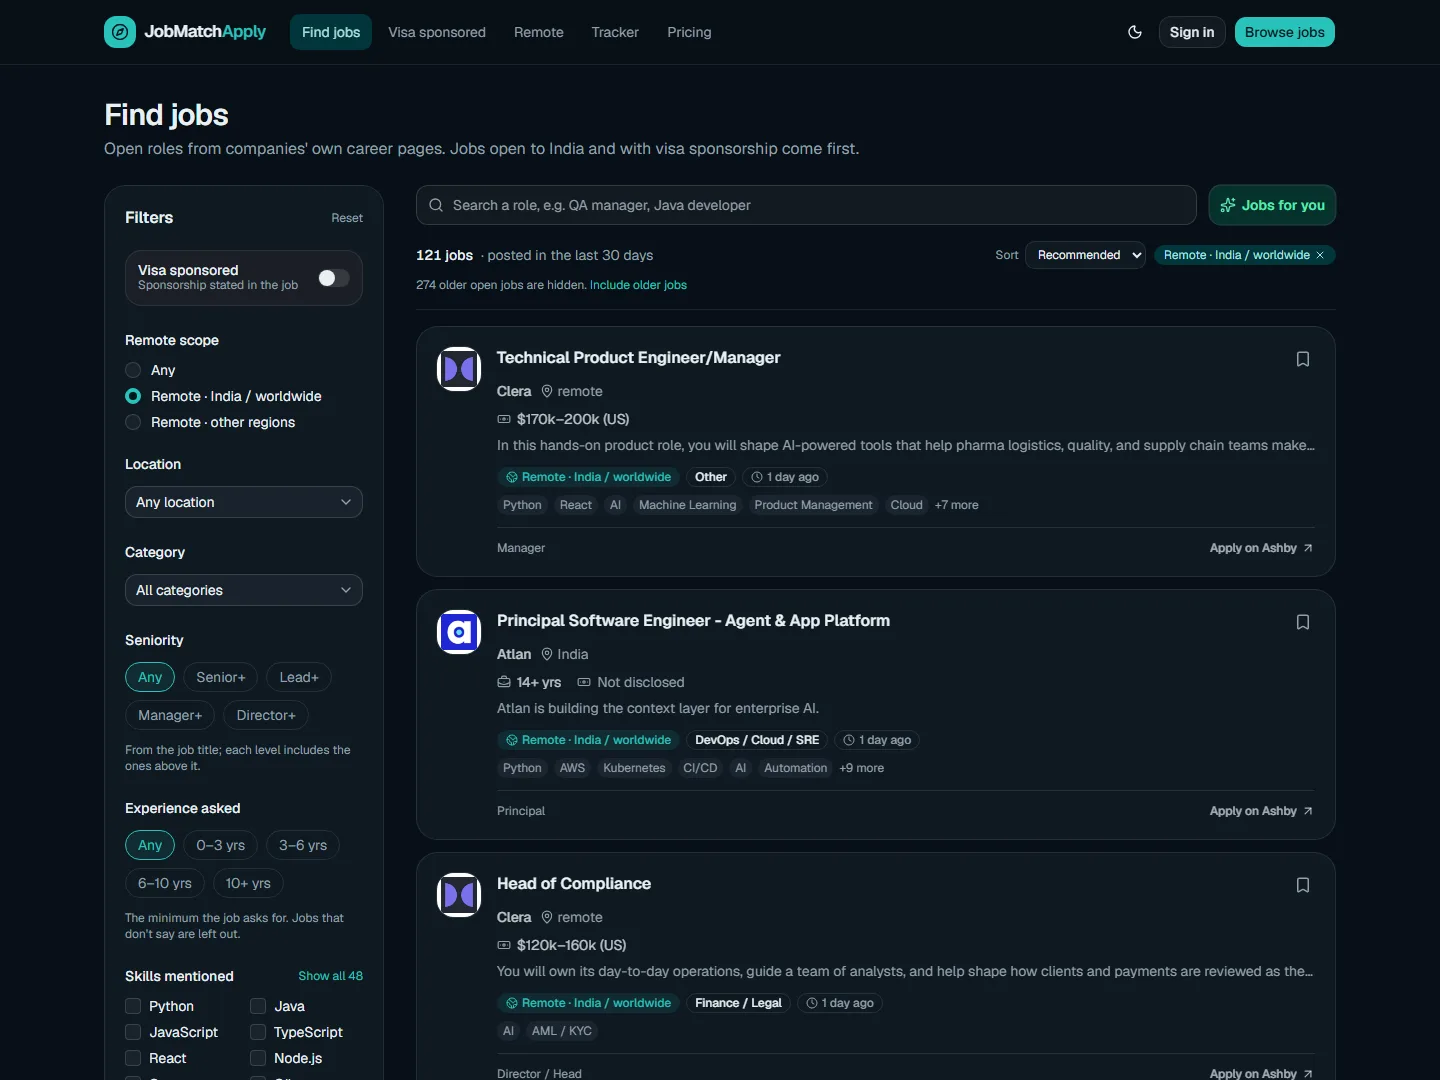 JobMatchApply
Find jobs
Visa sponsored
Remote
Tracker
Pricing
Sign in
Browse jobs
Find jobs
Open roles from companies' own career pages. Jobs open to India and with visa sponsorship come first.
Filters
Reset
Visa sponsored
Sponsorship stated in the job
Remote scope
Any
Remote · India / worldwide
Remote · other regions
Location
Any location
Category
All categories
Seniority
Any
Senior+
Lead+
Manager+
Director+
From the job title; each level includes the
ones above it.
Experience asked
Any
0–3 yrs
3–6 yrs
6–10 yrs
10+ yrs
The minimum the job asks for. Jobs that
don't say are left out.
Skills mentioned
Show all 48
Python
Java
JavaScript
TypeScript
React
Node.js
Search a role, e.g. QA manager, Java developer
Jobs for you
121 jobs · posted in the last 30 days
Sort
Recommended
Remote · India / worldwide ×
274 older open jobs are hidden. Include older jobs
Technical Product Engineer/Manager
Clera remote
$170k–200k (US)
In this hands-on product role, you will shape AI-powered tools that help pharma logistics, quality, and supply chain teams make...
Remote · India / worldwide Other 1 day ago
Python React AI Machine Learning Product Management Cloud +7 more
Manager
Apply on Ashby
a
Principal Software Engineer - Agent & App Platform
Atlan India
14+ yrs Not disclosed
Atlan is building the context layer for enterprise AI.
Remote · India / worldwide DevOps / Cloud / SRE 1 day ago
Python AWS Kubernetes CI/CD AI Automation +9 more
Principal
Apply on Ashby
Head of Compliance
Clera remote
$120k–160k (US)
You will own its day-to-day operations, guide a team of analysts, and help shape how clients and payments are reviewed as the...
Remote · India / worldwide Finance / Legal 1 day ago
AI AML / KYC
Director / Head
Apply on Ashby